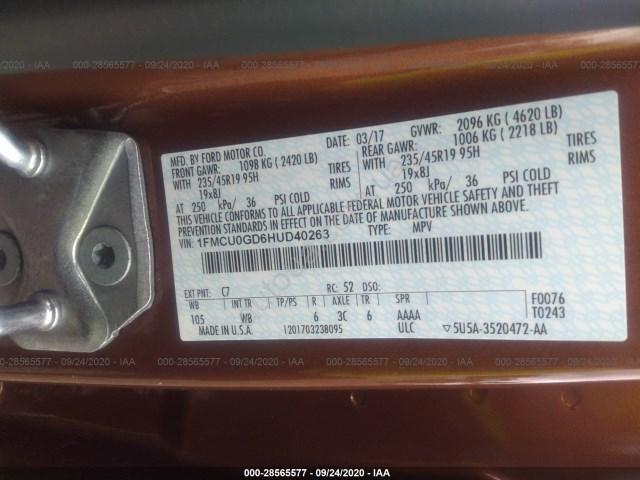 000-28565577 - 09/24/2020 - IAA
MFD. BY FORD MOTOR CO.
DATE: 03/17
GVWR: 2096 KG ( 4620 LB)
FRONT GAWR: 1098 KG ( 2420 LB)
REAR GAWR: 1006 KG ( 2218 LB)
WITH 235/45R19 95H TIRES
WITH 235/45R19 95H TIRES
19x8J RIMS
19x8J RIMS
AT 250 kPa/ 36 PSI COLD
AT 250 kPa/ 36 PSI COLD
THIS VEHICLE CONFORMS TO ALL APPLICABLE FEDERAL MOTOR VEHICLE SAFETY AND THEFT
PREVENTION STANDARDS IN EFFECT ON THE DATE OF MANUFACTURE SHOWN ABOVE.
VIN: 1FMCU0GD6HUD40263
TYPE: MPV
EXT PNT: C7 RC: 52 DSO:
WB INT TR TP/PS R AXLE TR SPR F0076
105 WB 6 3C 6 AAAA T0243
MADE IN U.S.A. 1201703238095 ULC ▽5U5A-3520472-AA
000-28565577 - 09/24/2020 - IAA